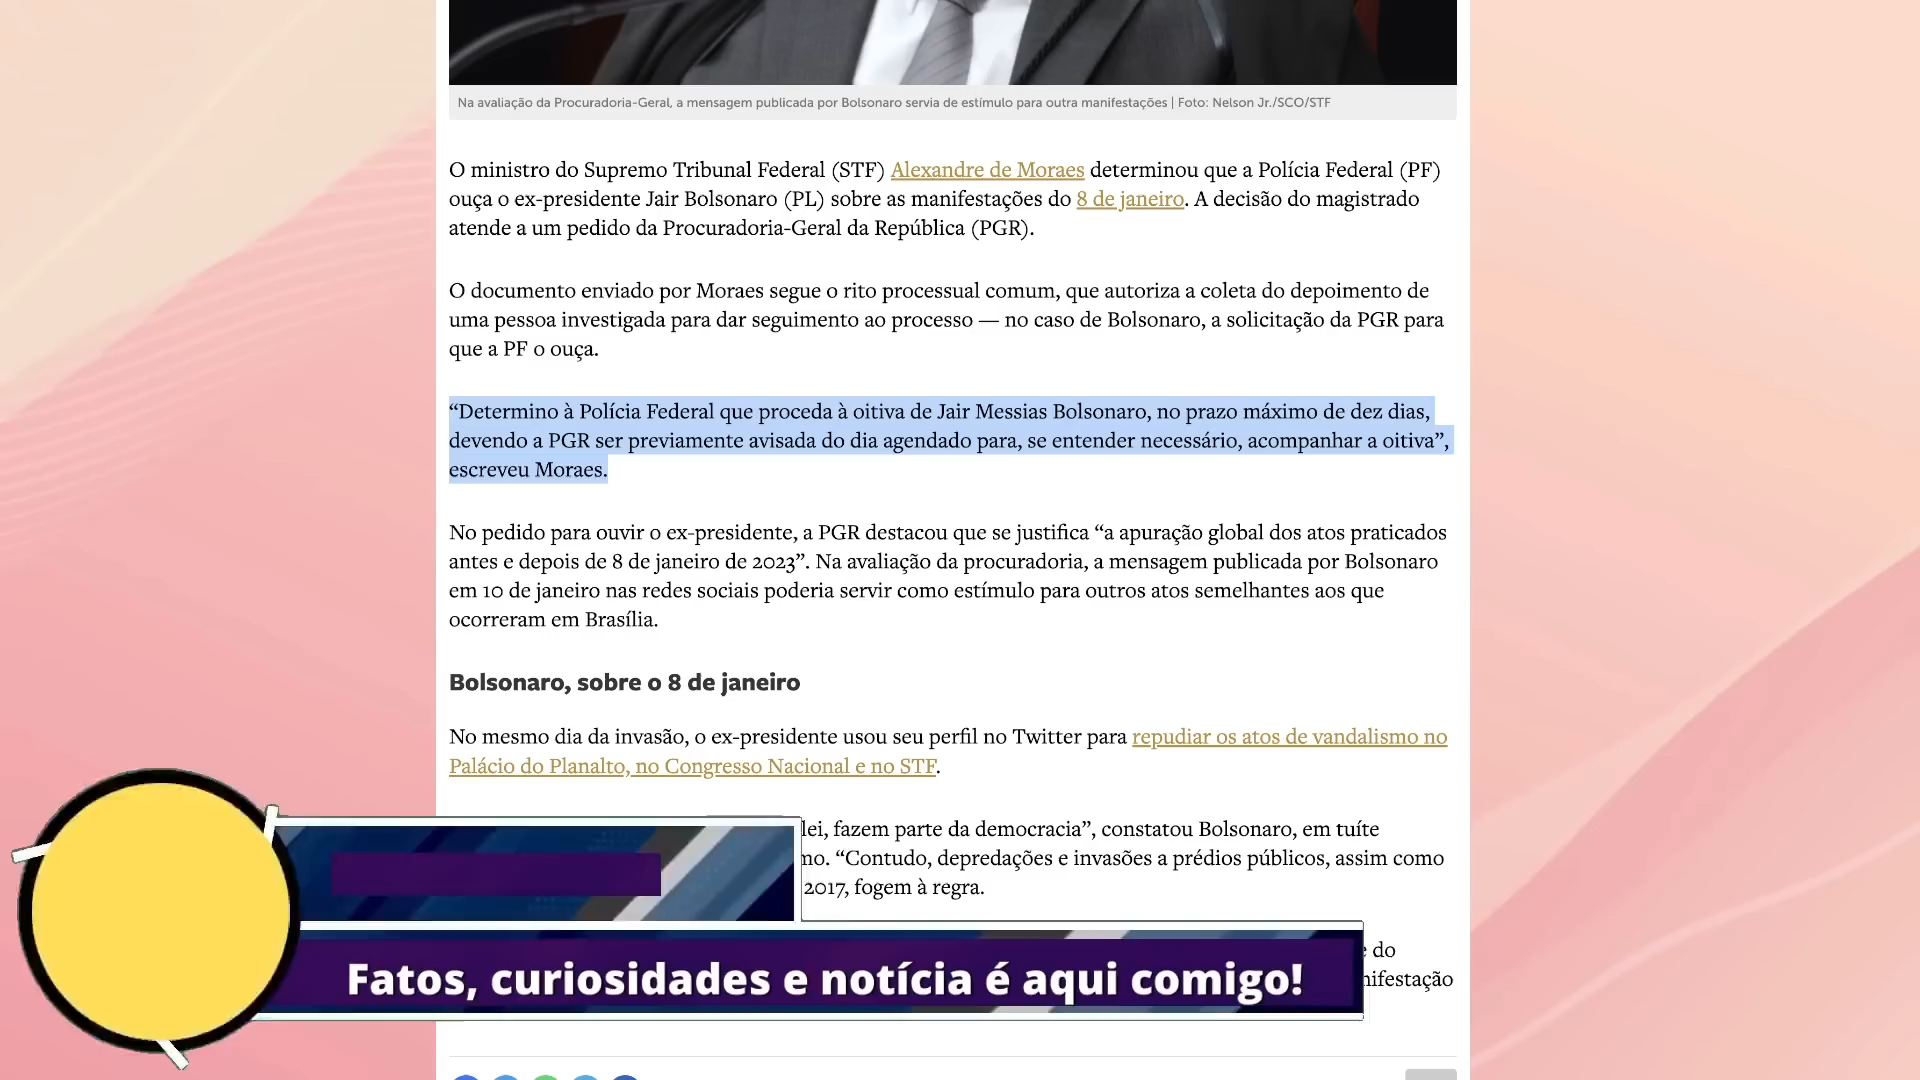 Na avaliação da Procuradoria-Geral, a mensagem publicada por Bolsonaro servia de estímulo para outra manifestações | Foto: Nelson Jr./SCO/STF
O ministro do Supremo Tribunal Federal (STF) Alexandre de Moraes determinou que a Polícia Federal (PF)
ouça o ex-presidente Jair Bolsonaro (PL) sobre as manifestações do 8 de janeiro. A decisão do magistrado
atende a um pedido da Procuradoria-Geral da República (PGR).
O documento enviado por Moraes segue o rito processual comum, que autoriza a coleta do depoimento de
uma pessoa investigada para dar seguimento ao processo — no caso de Bolsonaro, a solicitação da PGR para
que a PF o ouça.
“Determino à Polícia Federal que proceda à oitiva de Jair Messias Bolsonaro, no prazo máximo de dez dias,
devendo a PGR ser previamente avisada do dia agendado para, se entender necessário, acompanhar a oitiva”,
escreveu Moraes.
No pedido para ouvir o ex-presidente, a PGR destacou que se justifica “a apuração global dos atos praticados
antes e depois de 8 de janeiro de 2023”. Na avaliação da procuradoria, a mensagem publicada por Bolsonaro
em 10 de janeiro nas redes sociais poderia servir como estímulo para outros atos semelhantes aos que
ocorreram em Brasília.
Bolsonaro, sobre o 8 de janeiro
No mesmo dia da invasão, o ex-presidente usou seu perfil no Twitter para repudiar os atos de vandalismo no
Palácio do Planalto, no Congresso Nacional e no STF.
lei, fazem parte da democracia”, constatou Bolsonaro, em tuíte
“Contudo, depredações e invasões a prédios públicos, assim como
2017, fogem à regra.
do
Fatos, curiosidades e notícia é aqui comigo!